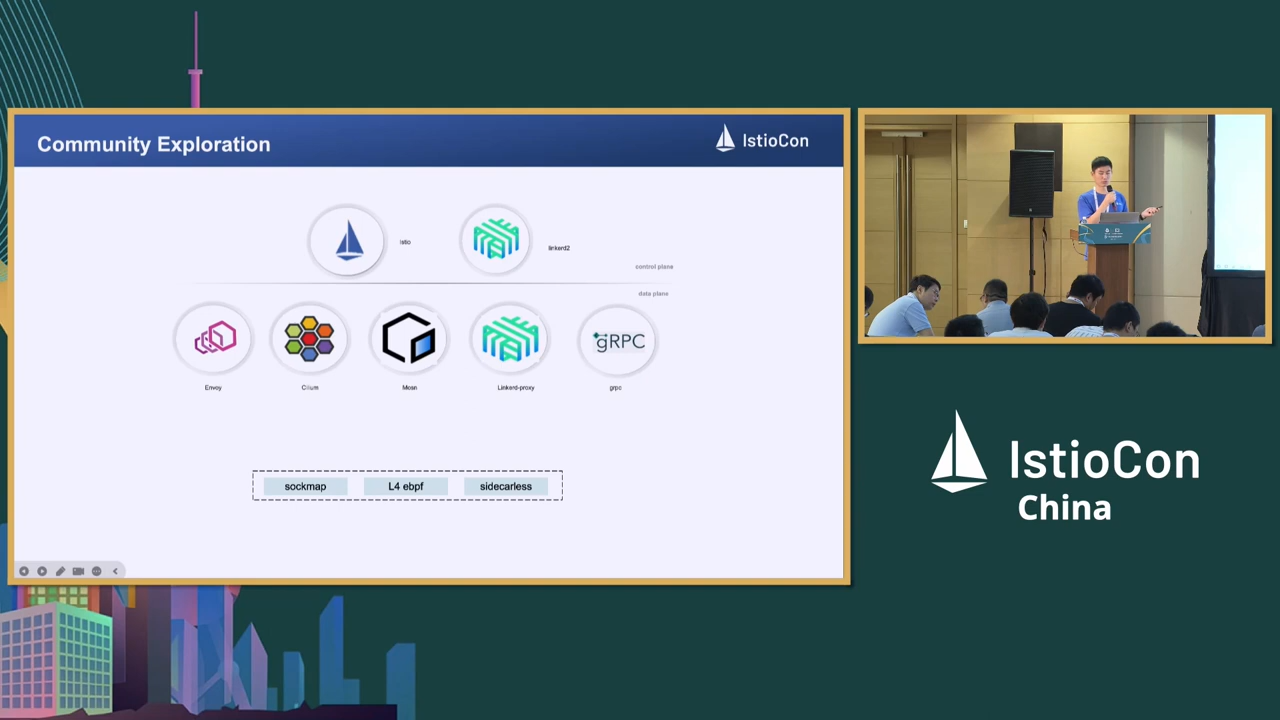 Community Exploration
IstioCon
Istio
linkerd2
control plane
data plane
gRPC
Envoy
Cilium
Mosn
Linkerd-proxy
grpc
sockmap
L4 ebpf
sidecarless
IstioCon
China